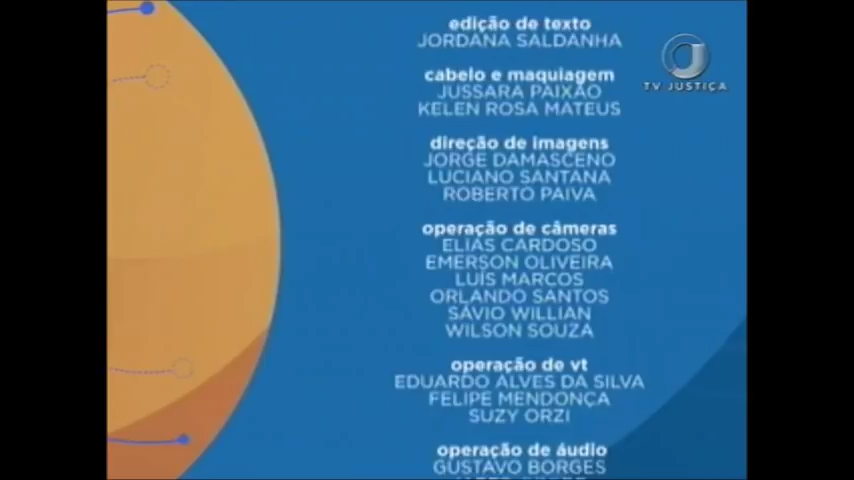 edição de texto
JORDANA SALDANHA
cabelo e maquiagem
JUSSARA PAIXÃO
KELEN ROSA MATEUS
direção de imagens
JORGE DAMASCENO
LUCIANO SANTANA
ROBERTO PAIVA
operação de câmeras
ELIAS CARDOSO
EMERSON OLIVEIRA
LUÍS MARCOS
ORLANDO SANTOS
SÁVIO WILLIAN
WILSON SOUZA
operação de vt
EDUARDO ALVES DA SILVA
FELIPE MENDONÇA
SUZY ORZI
operação de áudio
GUSTAVO BORGES
TV JUSTIÇA